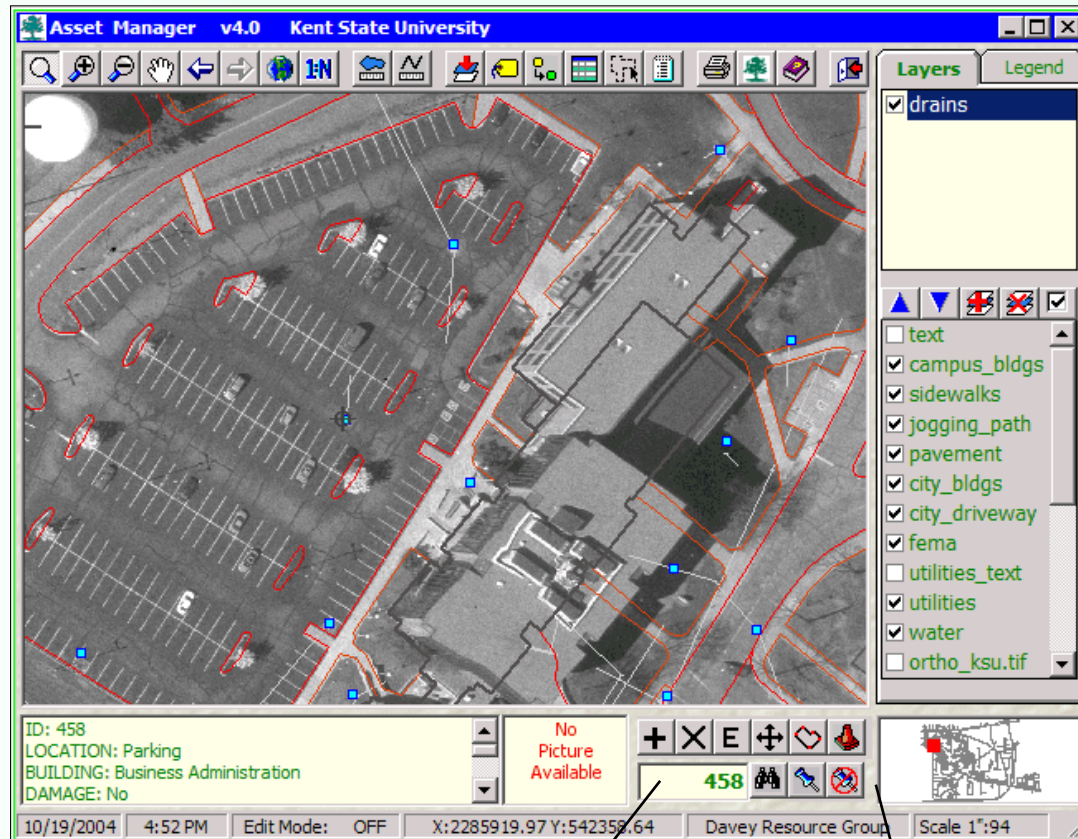 Asset Manager v4.0 Kent State University
1:N
Layers Legend
drains
text
campus_bldgs
sidewalks
jogging_path
pavement
city_bldgs
city_driveway
fema
utilities_text
utilities
water
ortho_ksu.tif
ID: 458
LOCATION: Parking
BUILDING: Business Administration
DAMAGE: No
No
Picture
Available
E
458
10/19/2004 4:52 PM Edit Mode: OFF X:2285919.97 Y:542358.64 Davey Resource Group Scale 1":94